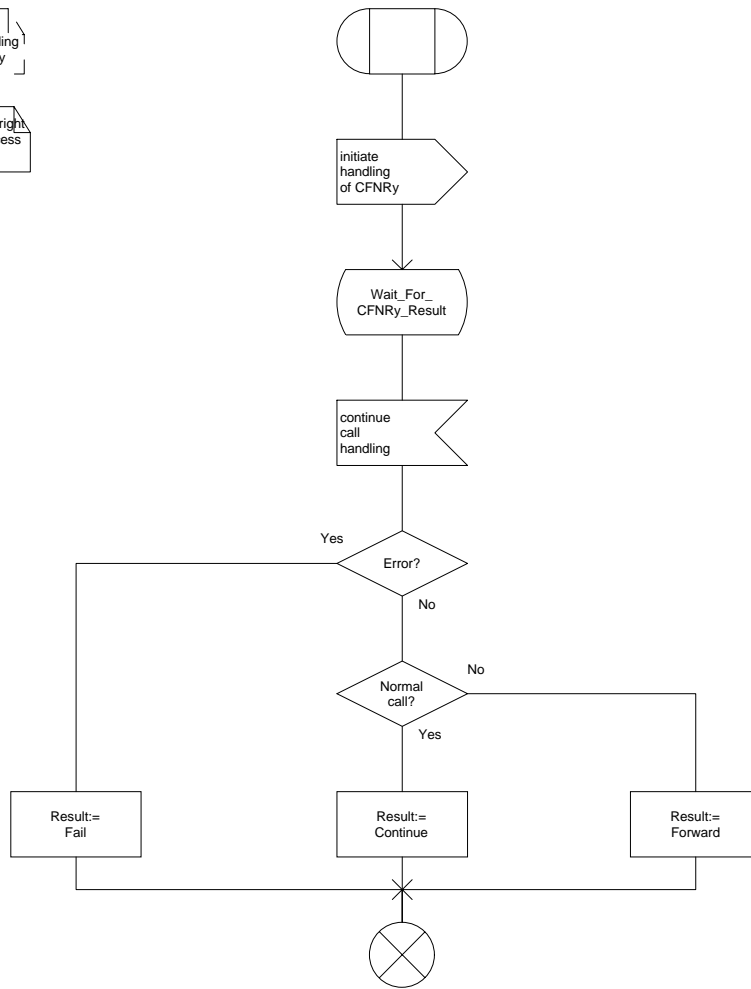 initiate
handling
of CFNRy
Wait_For_
CFNRy_Result
continue
call
handling
Yes
Error?
No
No
Normal
call?
Yes
Result:=
Fail
Result:=
Continue
Result:=
Forward